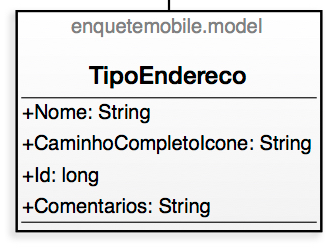 enquetemobile.model
TipoEndereco
+Nome: String
+CaminhoCompletoIcone: String
+Id: long
+Comentarios: String